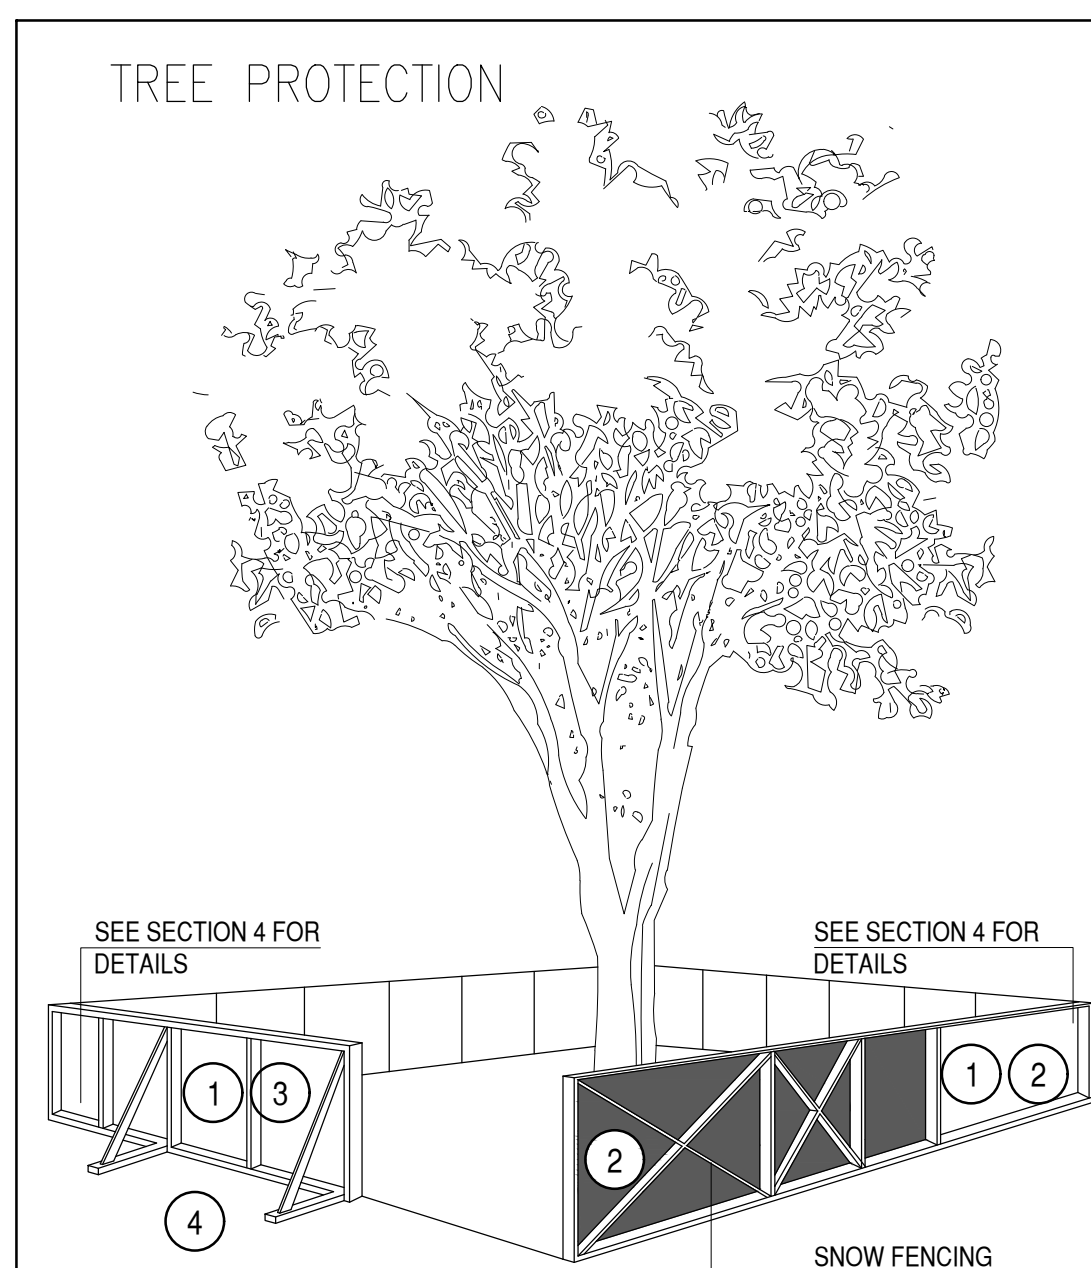 TREE PROTECTION
SEE SECTION 4 FOR
DETAILS
SEE SECTION 4 FOR
DETAILS
1 3
1 2
2
4
SNOW FENCING